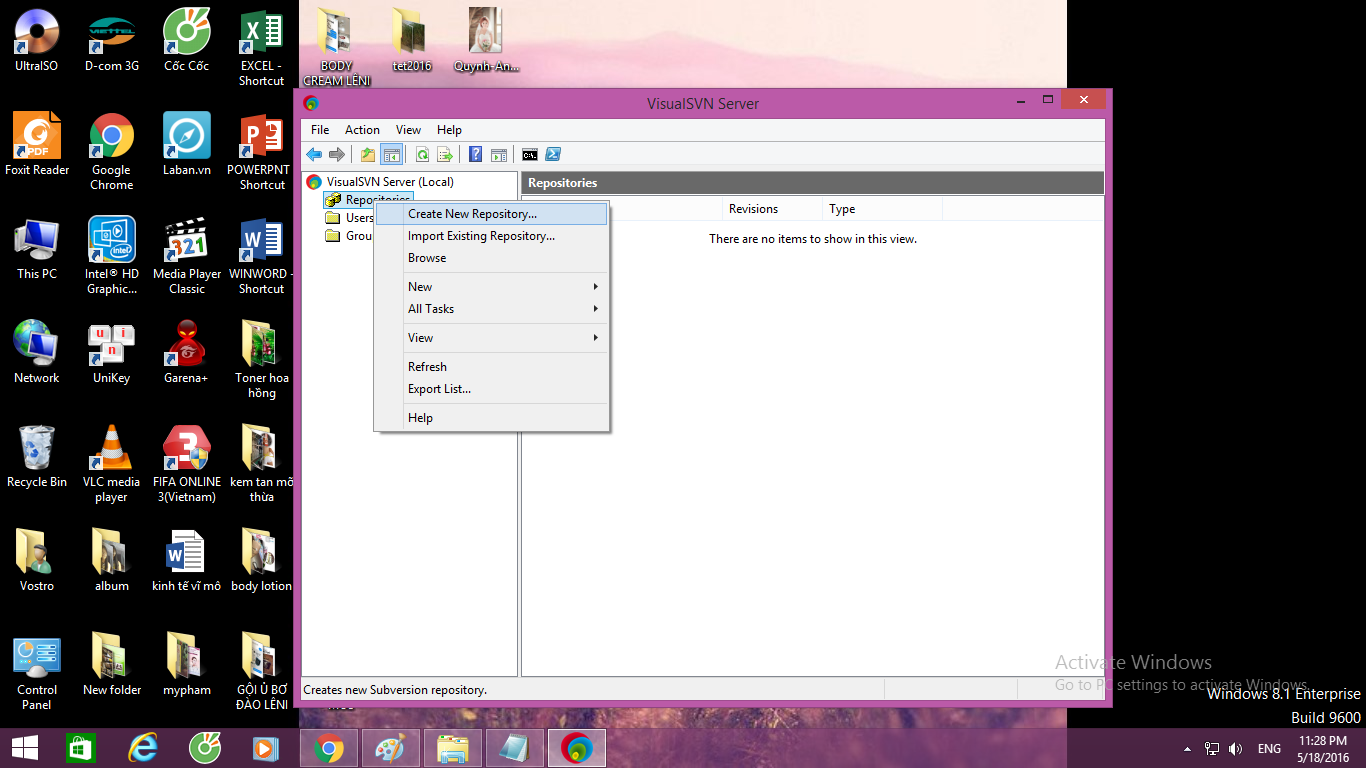 UltraISO
D-com 3G
Cốc Cốc
EXCEL -
Shortcut
BODY
CREAM LÊNI
tet2016
Quynh-An...
Foxit Reader
Google
Chrome
Laban.vn
POWERPNT
Shortcut
This PC
Intel® HD
Graphic...
Media Player
Classic
WINWORD -
Shortcut
Network
UniKey
Garena+
Toner hoa
hồng
Recycle Bin
VLC media
player
FIFA ONLINE
3(Vietnam)
kem tan mỡ
thừa
Vostro
album
kinh tế vĩ mô
body lotion
Control
Panel
New folder
mypham
GỘI Ủ BƠ
ĐÀO LÊNI
VisualSVN Server
File Action View Help
VisualSVN Server (Local)
Repositories
Users
Grou
Repositories
Revisions
Type
There are no items to show in this view.
Create New Repository...
Import Existing Repository...
Browse
New
All Tasks
View
Refresh
Export List...
Help
Creates new Subversion repository.
Activate Windows
Go to PC settings to activate Windows.
Windows 8.1 Enterprise
Build 9600
ENG
11:28 PM
5/18/2016